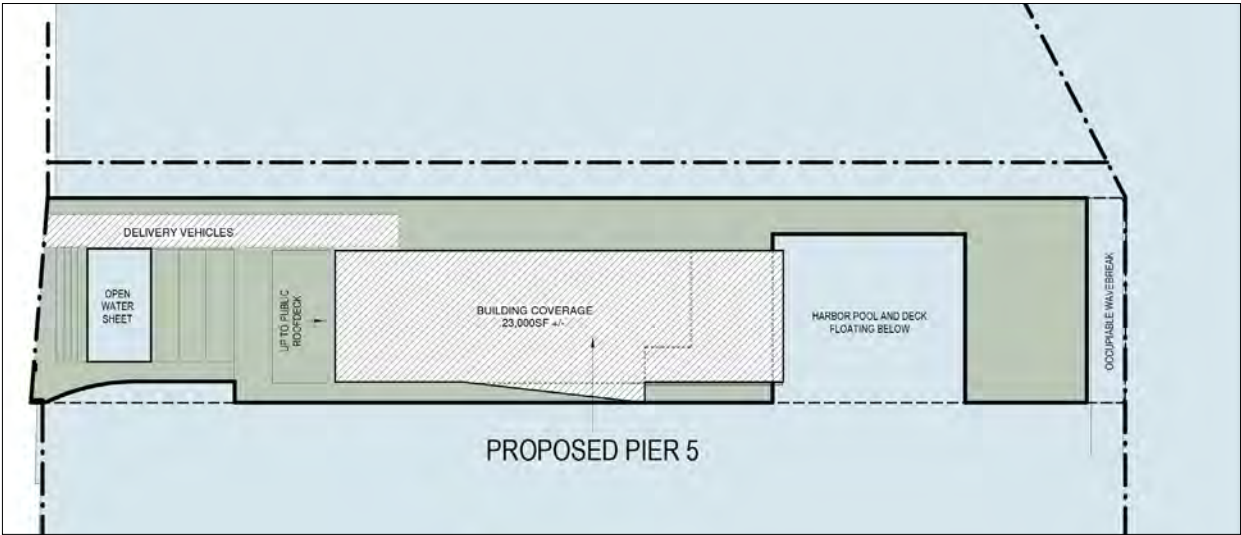 DELIVERY VEHICLES
OPEN
WATER
SHEET
UP TO PUBLIC
ROOFDECK
BUILDING COVERAGE
23,000SF +/-
HARBOR POOL AND DECK
FLOATING BELOW
OCCUPIABLE WAVEBREAK
PROPOSED PIER 5